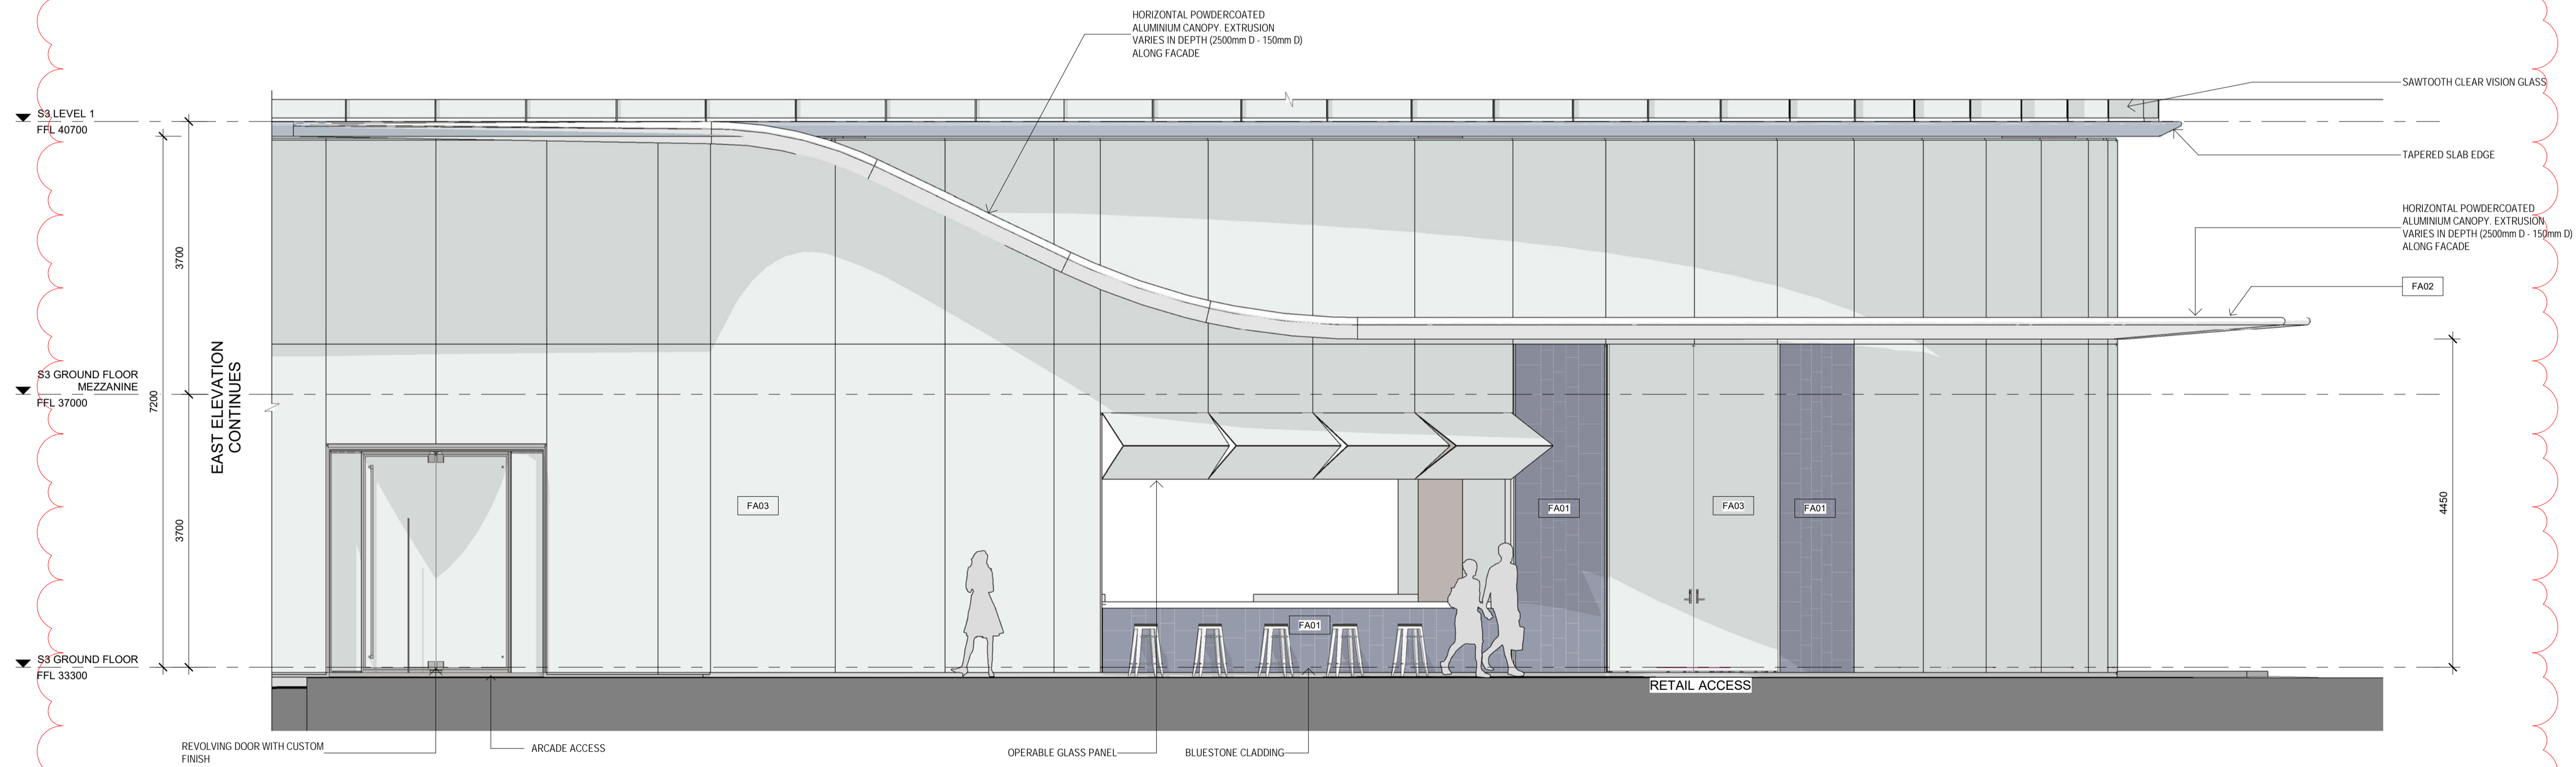 HORIZONTAL POWDERCOATED
ALUMINIUM CANOPY. EXTRUSION
VARIES IN DEPTH (2500mm D - 150mm D)
ALONG FACADE
SAWTOOTH CLEAR VISION GLASS
S3 LEVEL 1
FFL 40700
TAPERED SLAB EDGE
HORIZONTAL POWDERCOATED
ALUMINIUM CANOPY. EXTRUSION
VARIES IN DEPTH (2500mm D - 150mm D)
ALONG FACADE
3700
FA02
EAST ELEVATION
CONTINUES
S3 GROUND FLOOR
MEZZANINE
FFL 37000
7200
FA03
FA01
FA03
FA01
4450
3700
FA01
S3 GROUND FLOOR
FFL 33300
RETAIL ACCESS
REVOLVING DOOR WITH CUSTOM
FINISH
ARCADE ACCESS
OPERABLE GLASS PANEL
BLUESTONE CLADDING